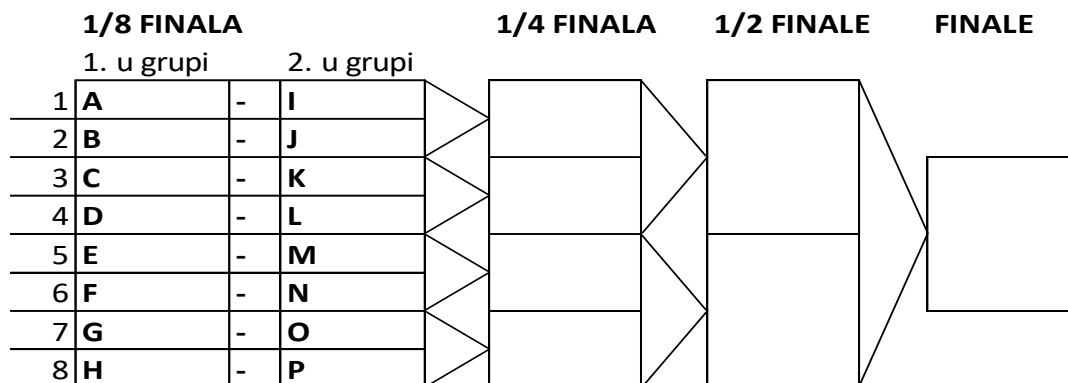 1/8 FINALA 1/4 FINALA 1/2 FINALE FINALE
1. u grupi 2. u grupi
1 A - I
2 B - J
3 C - K
4 D - L
5 E - M
6 F - N
7 G - O
8 H - P